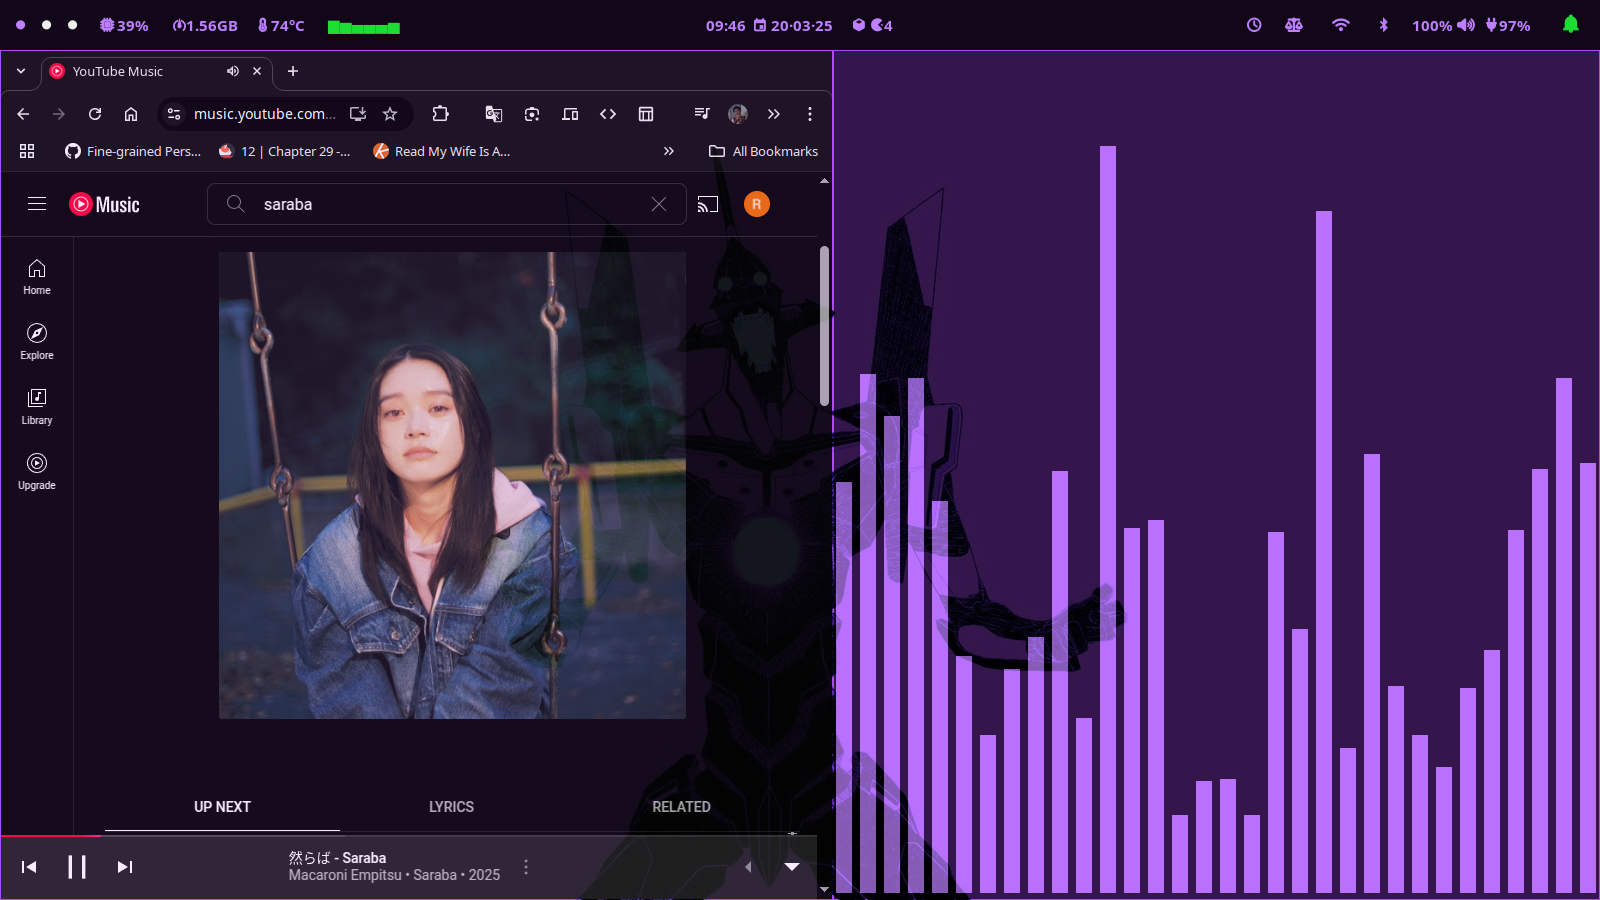 39% 1.56GB 74°C 09:46 20·03·25 4 100% 97%
YouTube Music
music.youtube.com...
Fine-grained Pers... 12 | Chapter 29 -... Read My Wife Is A... All Bookmarks
Music saraba R
Home
Explore
Library
Upgrade
UP NEXT LYRICS RELATED
然らば - Saraba
Macaroni Empitsu • Saraba • 2025